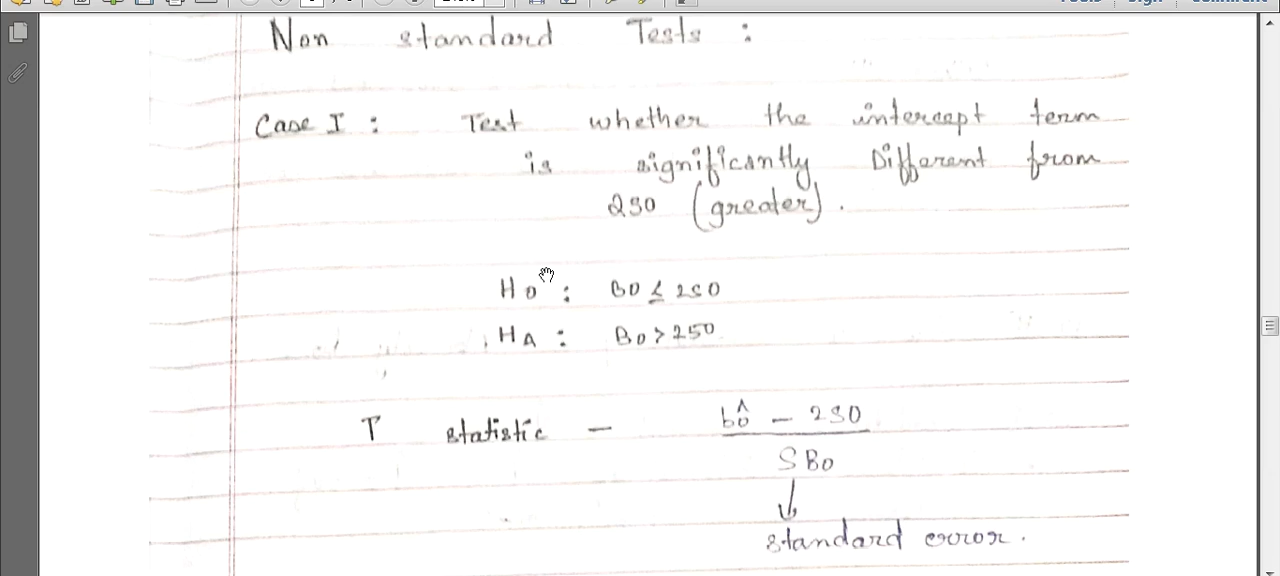 Non standard Tests :
Case I : Test whether the intercept term
is significantly Different from
250 (greater) .
H0 : B0 ≤ 250
HA : B0 > 250
T statistic - b̂0 - 250
SB0
↓
standard error .